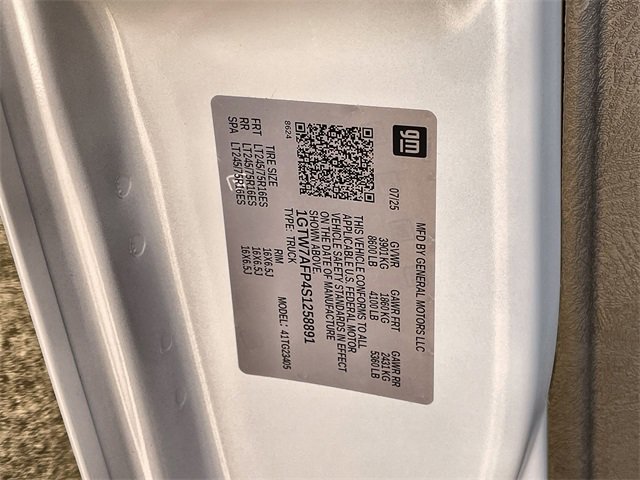 gm
MFD BY GENERAL MOTORS LLC
07/25 GVWR GAWR FRT GAWR RR
3901 KG 1860 KG 2431 KG
8600 LB 4100 LB 5360 LB
THIS VEHICLE CONFORMS TO ALL
APPLICABLE U.S. FEDERAL MOTOR
VEHICLE SAFETY STANDARDS IN EFFECT
ON THE DATE OF MANUFACTURE
SHOWN ABOVE.
1GTW7AFP4S1258891
TYPE: TRUCK MODEL: 41TG23405
8624
TIRE SIZE RIM
FRT LT245/75R16ES 16X6.5J
RR LT245/75R16ES 16X6.5J
SPA LT245/75R16ES 16X6.5J